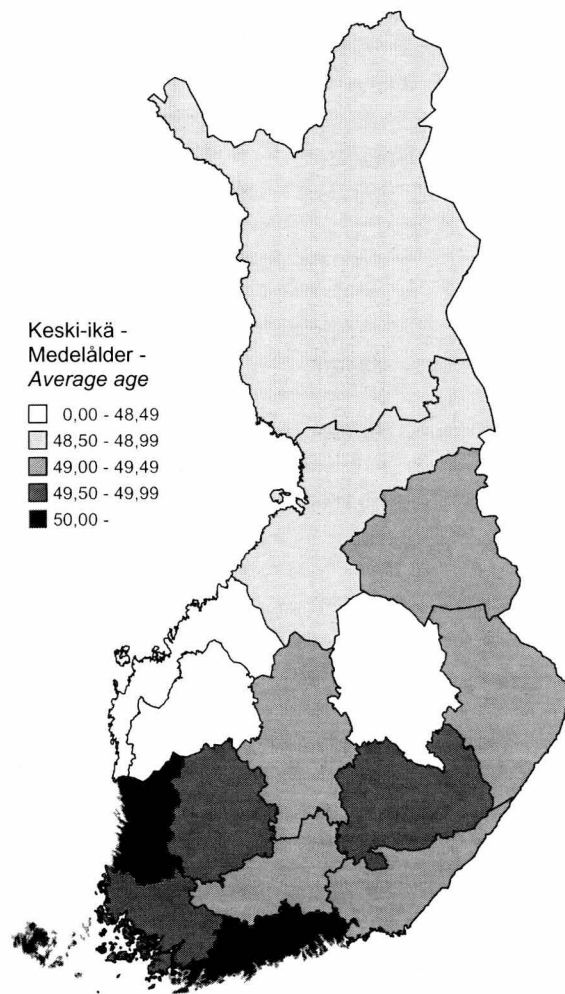 Keski-ikä -
Medelålder -
Average age
0,00 - 48,49
48,50 - 48,99
49,00 - 49,49
49,50 - 49,99
50,00 -